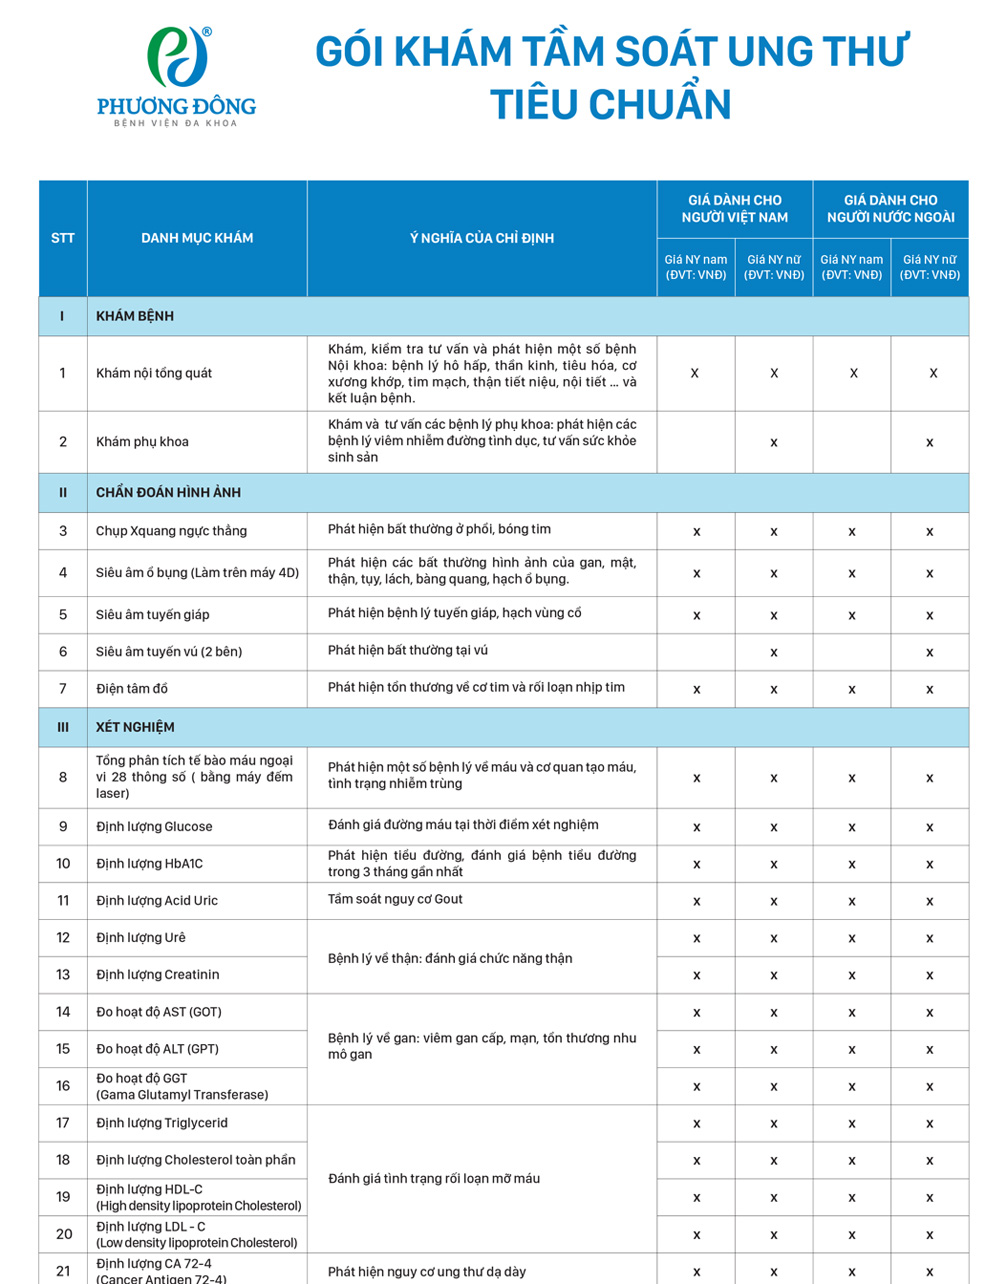 PHƯƠNG ĐÔNG
®
BỆNH VIỆN ĐA KHOA
GÓI KHÁM TẦM SOÁT UNG THƯ
TIÊU CHUẨN
STT
DANH MỤC KHÁM
Ý NGHĨA CỦA CHỈ ĐỊNH
GIÁ DÀNH CHO
NGƯỜI VIỆT NAM
GIÁ DÀNH CHO
NGƯỜI NƯỚC NGOÀI
Giá NY nam
(ĐVT: VNĐ)
Giá NY nữ
(ĐVT: VNĐ)
Giá NY nam
(ĐVT: VNĐ)
Giá NY nữ
(ĐVT: VNĐ)
I KHÁM BỆNH
1 Khám nội tổng quát
Khám, kiểm tra tư vấn và phát hiện một số bệnh
Nội khoa: bệnh lý hô hấp, thần kinh, tiêu hóa, cơ
xương khớp, tim mạch, thận tiết niệu, nội tiết ... và
kết luận bệnh.
X X X X
2 Khám phụ khoa
Khám và tư vấn các bệnh lý phụ khoa: phát hiện các
bệnh lý viêm nhiễm đường tình dục, tư vấn sức khỏe
sinh sản
x x
II CHẨN ĐOÁN HÌNH ẢNH
3 Chụp Xquang ngực thẳng Phát hiện bất thường ở phổi, bóng tim x x x x
4 Siêu âm ổ bụng (Làm trên máy 4D)
Phát hiện các bất thường hình ảnh của gan, mật,
thận, tụy, lách, bàng quang, hạch ổ bụng.
x x x x
5 Siêu âm tuyến giáp Phát hiện bệnh lý tuyến giáp, hạch vùng cổ x x x x
6 Siêu âm tuyến vú (2 bên) Phát hiện bất thường tại vú x x
7 Điện tâm đồ Phát hiện tổn thương về cơ tim và rối loạn nhịp tim x x x x
III XÉT NGHIỆM
8
Tổng phân tích tế bào máu ngoại
vi 28 thông số ( bằng máy đếm
laser)
Phát hiện một số bệnh lý về máu và cơ quan tạo máu,
tình trạng nhiễm trùng
x x x x
9 Định lượng Glucose Đánh giá đường máu tại thời điểm xét nghiệm x x x x
10 Định lượng HbA1C
Phát hiện tiểu đường, đánh giá bệnh tiểu đường
trong 3 tháng gần nhất
x x x x
11 Định lượng Acid Uric Tầm soát nguy cơ Gout x x x x
12 Định lượng Urê x x x x
Bệnh lý về thận: đánh giá chức năng thận
13 Định lượng Creatinin x x x x
14 Đo hoạt độ AST (GOT) x x x x
Bệnh lý về gan: viêm gan cấp, mạn, tổn thương nhu
mô gan
15 Đo hoạt độ ALT (GPT) x x x x
16 Đo hoạt độ GGT
(Gama Glutamyl Transferase)
x x x x
17 Định lượng Triglycerid x x x x
18 Định lượng Cholesterol toàn phần x x x x
Đánh giá tình trạng rối loạn mỡ máu
19 Định lượng HDL-C
(High density lipoprotein Cholesterol)
x x x x
20 Định lượng LDL - C
(Low density lipoprotein Cholesterol)
x x x x
21 Định lượng CA 72-4
(Cancer Antigen 72-4)
Phát hiện nguy cơ ung thư dạ dày x x x x